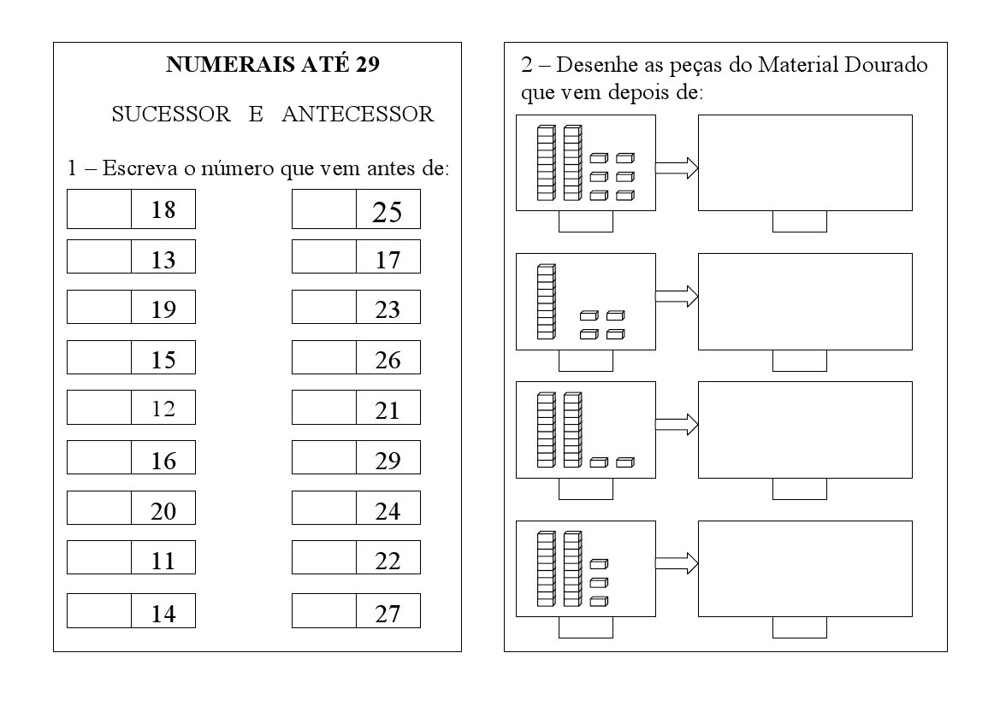 NUMERAIS ATÉ 29
SUCESSOR E ANTECESSOR
1 – Escreva o número que vem antes de:
18 25
13 17
19 23
15 26
12 21
16 29
20 24
11 22
14 27
2 – Desenhe as peças do Material Dourado
que vem depois de: